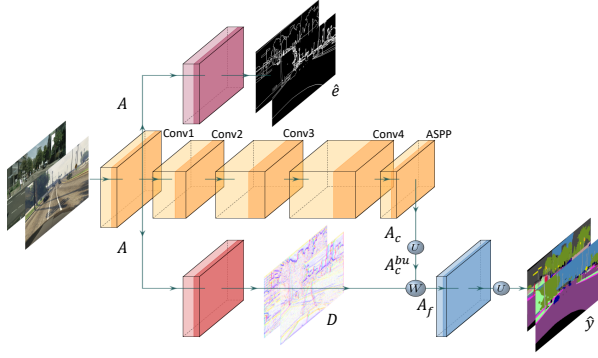 A
ê
Conv1
Conv2
Conv3
Conv4
ASPP
A
A_c
U
A_c^{bu}
W
A_f
U
D
ŷ